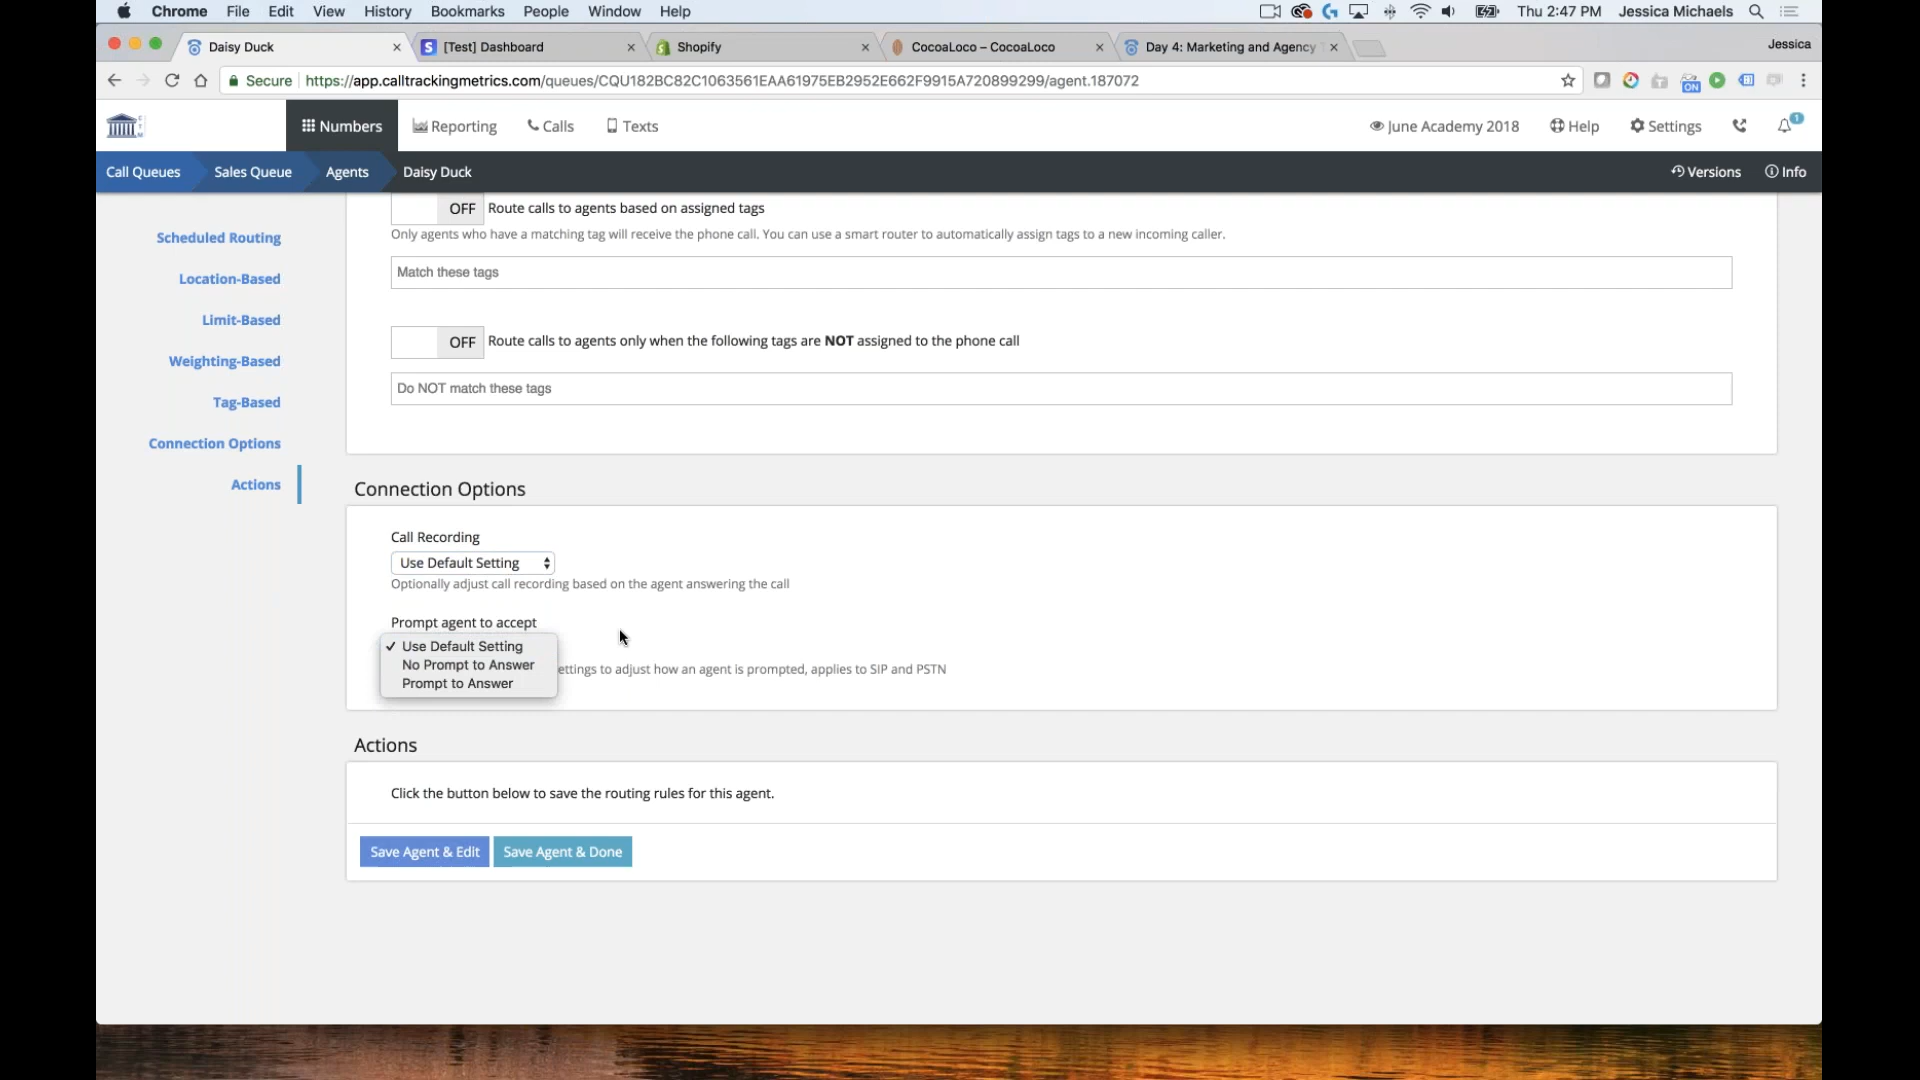 Chrome File Edit View History Bookmarks People Window Help Thu 2:47 PM Jessica Michaels
Daisy Duck × [Test] Dashboard × Shopify × CocoaLoco – CocoaLoco × Day 4: Marketing and Agency × Jessica
Secure https://app.calltrackingmetrics.com/queues/CQU182BC82C1063561EAA61975EB2952E662F9915A720899299/agent.187072 ON
Numbers Reporting Calls Texts June Academy 2018 Help Settings 1
Call Queues Sales Queue Agents Daisy Duck Versions Info
OFF Route calls to agents based on assigned tags
Only agents who have a matching tag will receive the phone call. You can use a smart router to automatically assign tags to a new incoming caller.
Match these tags
OFF Route calls to agents only when the following tags are NOT assigned to the phone call
Do NOT match these tags
Scheduled Routing
Location-Based
Limit-Based
Weighting-Based
Tag-Based
Connection Options
Actions
Connection Options
Call Recording
Use Default Setting
Optionally adjust call recording based on the agent answering the call
Prompt agent to accept
✓ Use Default Setting
No Prompt to Answer
ettings to adjust how an agent is prompted, applies to SIP and PSTN
Prompt to Answer
Actions
Click the button below to save the routing rules for this agent.
Save Agent & Edit Save Agent & Done